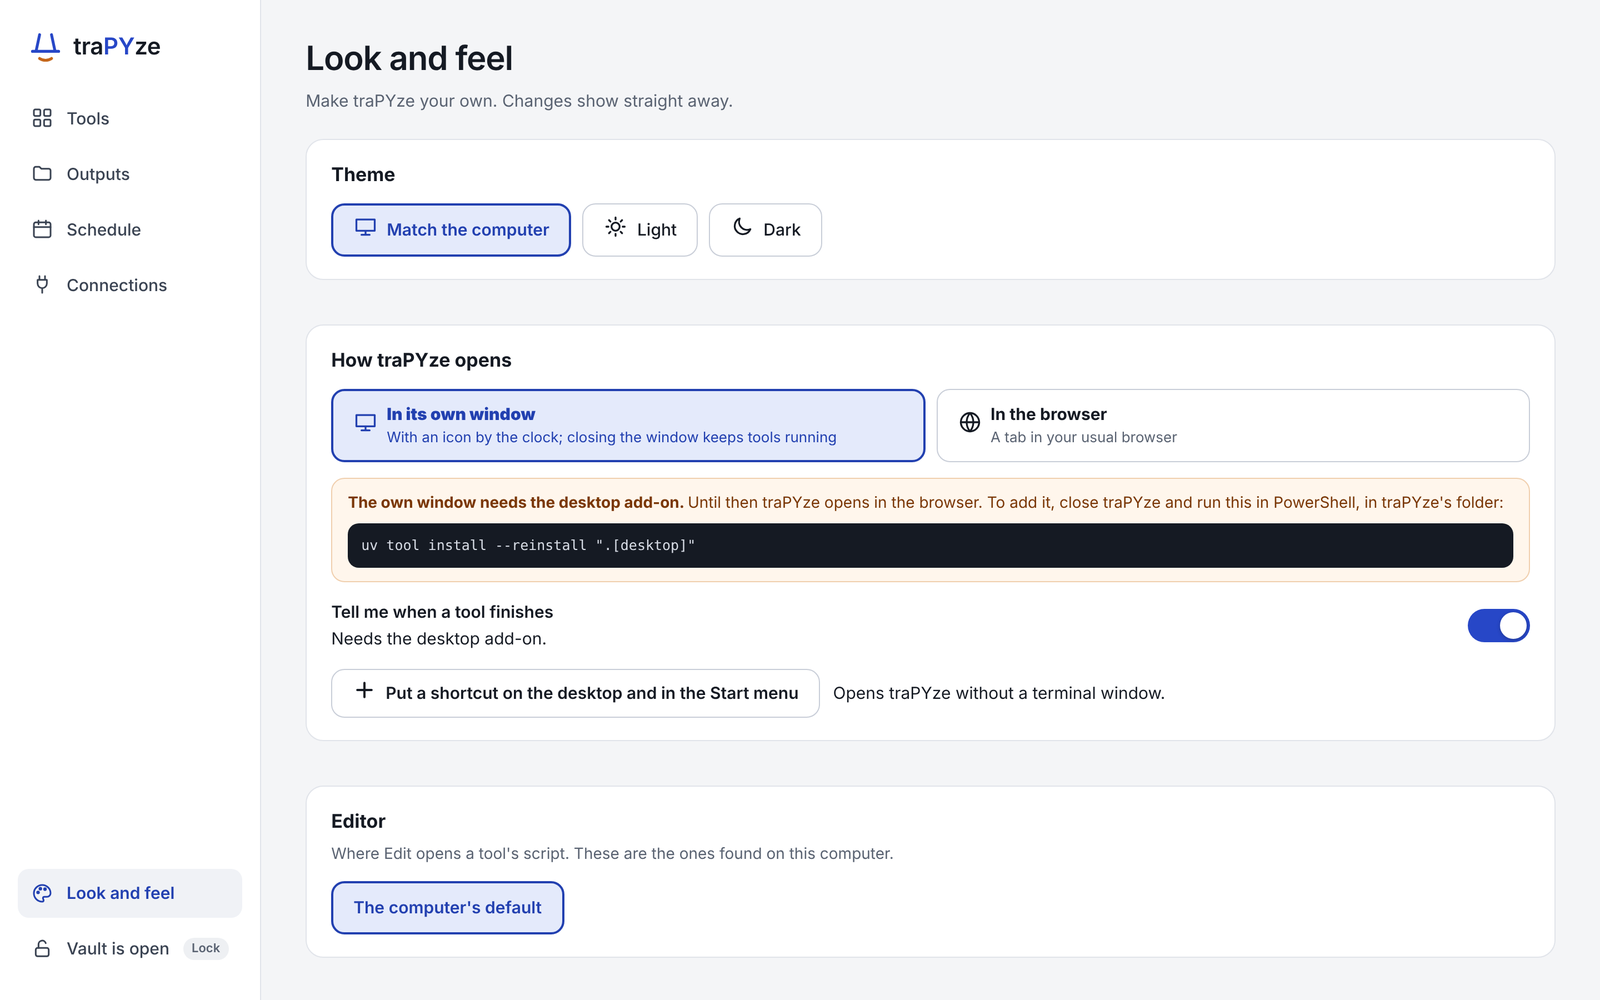 traPYze
Tools
Outputs
Schedule
Connections
Look and feel
Vault is open Lock
Look and feel
Make traPYze your own. Changes show straight away.
Theme
Match the computer
Light
Dark
How traPYze opens
In its own window
With an icon by the clock; closing the window keeps tools running
In the browser
A tab in your usual browser
The own window needs the desktop add-on. Until then traPYze opens in the browser. To add it, close traPYze and run this in PowerShell, in traPYze's folder:
uv tool install --reinstall ".[desktop]"
Tell me when a tool finishes
Needs the desktop add-on.
Put a shortcut on the desktop and in the Start menu
Opens traPYze without a terminal window.
Editor
Where Edit opens a tool's script. These are the ones found on this computer.
The computer's default